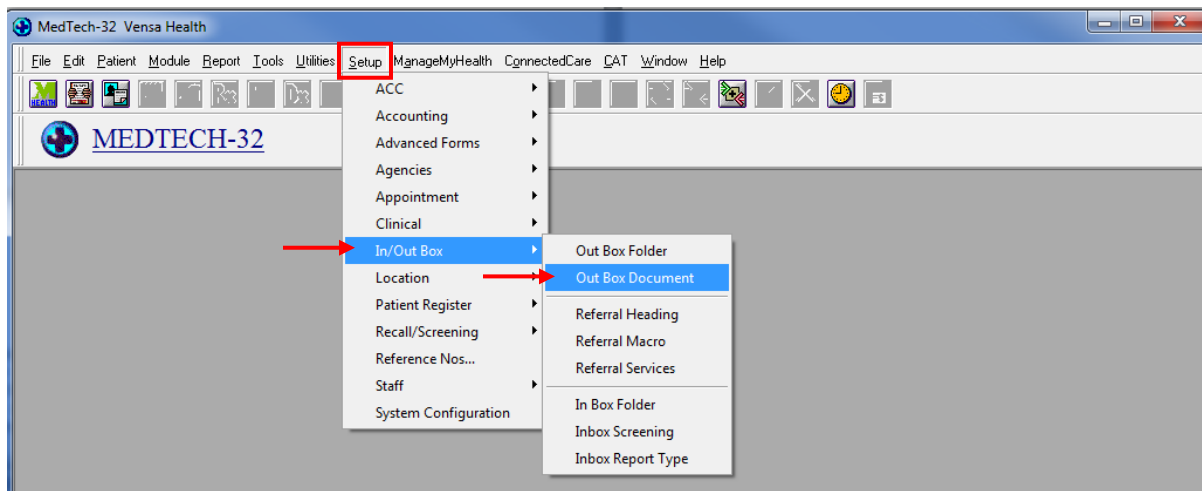 MedTech-32 Vensa Health
File Edit Patient Module Report Tools Utilities Setup ManageMyHealth ConnectedCare CAT Window Help
HEALTH
Rx
MEDTECH-32
ACC
Accounting
Advanced Forms
Agencies
Appointment
Clinical
In/Out Box
Location
Patient Register
Recall/Screening
Reference Nos...
Staff
System Configuration
Out Box Folder
Out Box Document
Referral Heading
Referral Macro
Referral Services
In Box Folder
Inbox Screening
Inbox Report Type